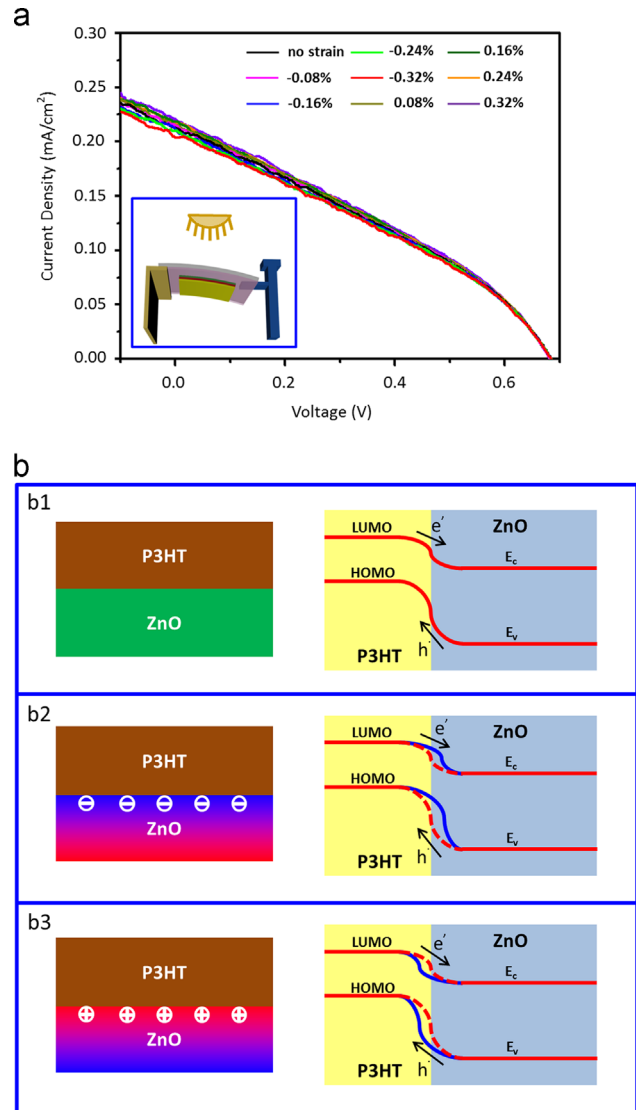 a
0.30
0.25
0.20
0.15
0.10
0.05
0.00
Current Density (mA/cm²)
no strain -0.24% 0.16%
-0.08% -0.32% 0.24%
-0.16% 0.08% 0.32%
0.0 0.2 0.4 0.6
Voltage (V)
b
b1
P3HT
ZnO
LUMO e′ ZnO
Ec
HOMO
Ev
h·
P3HT
b2
P3HT
ZnO
LUMO e′ ZnO
Ec
HOMO
Ev
h·
P3HT
b3
P3HT
ZnO
LUMO e′ ZnO
Ec
HOMO
Ev
h·
P3HT